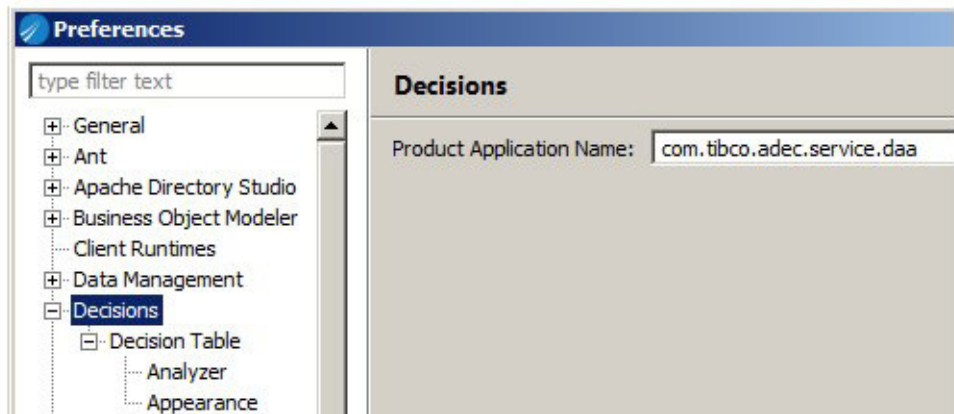 Preferences
type filter text
General
Ant
Apache Directory Studio
Business Object Modeler
Client Runtimes
Data Management
Decisions
Decision Table
Analyzer
Appearance
Decisions
Product Application Name: com.tibco.adec.service.daa